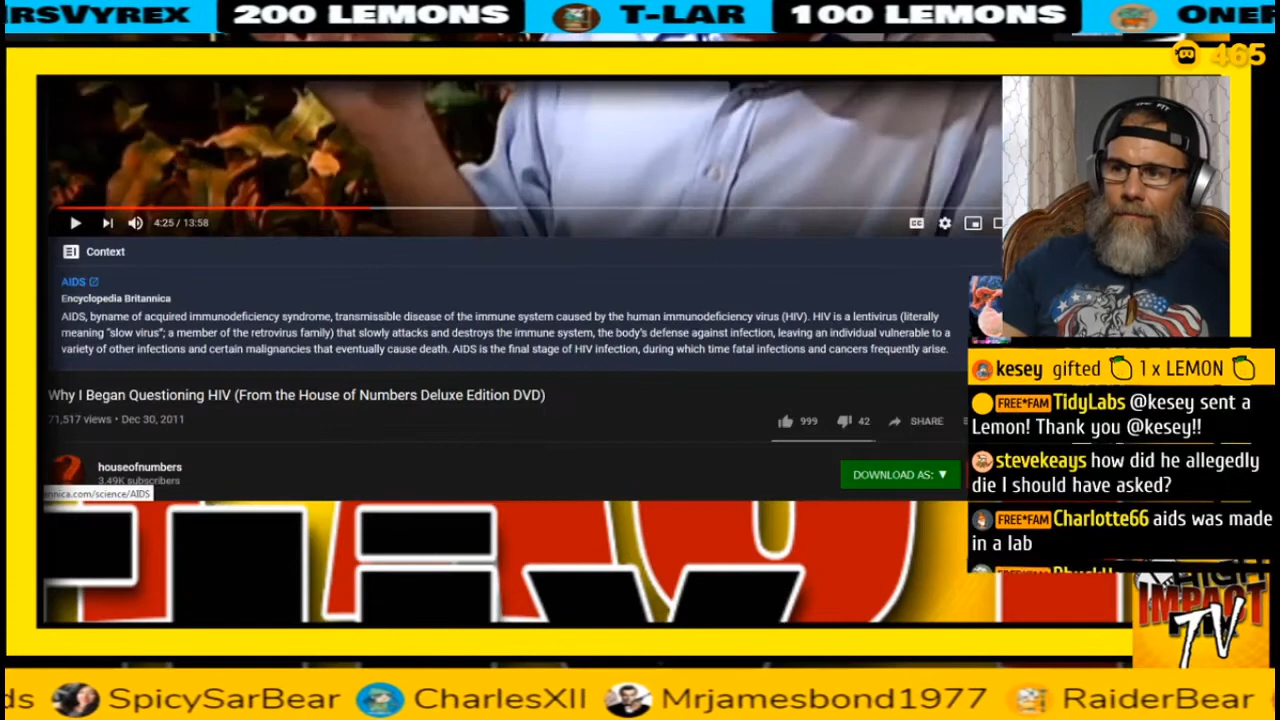 IRSVYREX 200 LEMONS T-LAR 100 LEMONS
465
4:25 / 13:58
CC
Context
AIDS
Encyclopedia Britannica
AIDS, byname of acquired immunodeficiency syndrome, transmissible disease of the immune system caused by the human immunodeficiency virus (HIV). HIV is a lentivirus (literally
meaning "slow virus"; a member of the retrovirus family) that slowly attacks and destroys the immune system, the body's defense against infection, leaving an individual vulnerable to a
variety of other infections and certain malignancies that eventually cause death. AIDS is the final stage of HIV infection, during which time fatal infections and cancers frequently arise.
Why I Began Questioning HIV (From the House of Numbers Deluxe Edition DVD)
71,517 views • Dec 30, 2011
999 42 SHARE
houseofnumbers
3.49K subscribers
DOWNLOAD AS: ▼
nnica.com/science/AIDS
kesey gifted 1 x LEMON
FREE*FAM TidyLabs @kesey sent a
Lemon! Thank you @kesey!!
stevekeays how did he allegedly
die I should have asked?
FREE*FAM Charlotte66 aids was made
in a lab
IMPACT
TV
ds SpicySarBear CharlesXII Mrjamesbond1977 RaiderBear